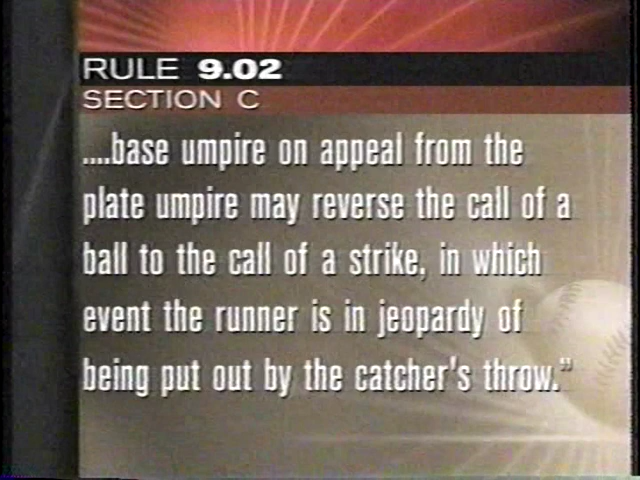 RULE 9.02
SECTION C
....base umpire on appeal from the
plate umpire may reverse the call of a
ball to the call of a strike, in which
event the runner is in jeopardy of
being put out by the catcher's throw."